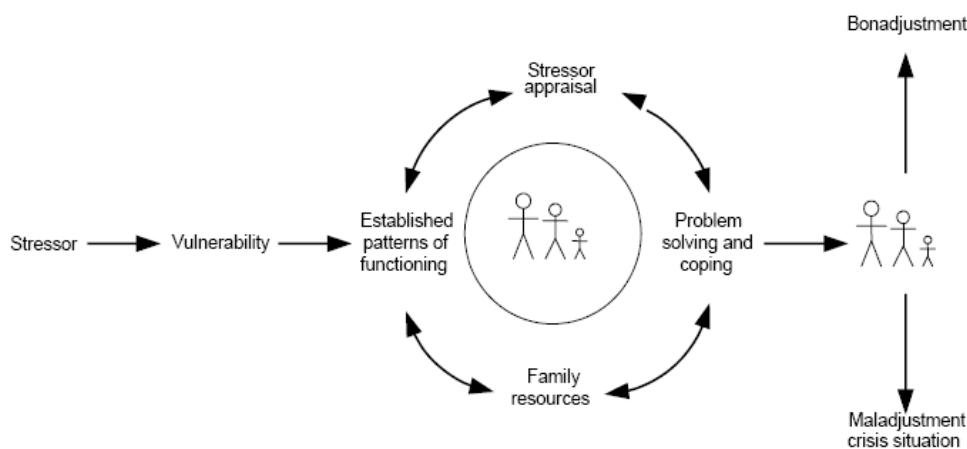 Bonadjustment
Stressor
appraisal
Stressor
Vulnerability
Established
patterns of
functioning
Problem
solving and
coping
Family
resources
Maladjustment
crisis situation